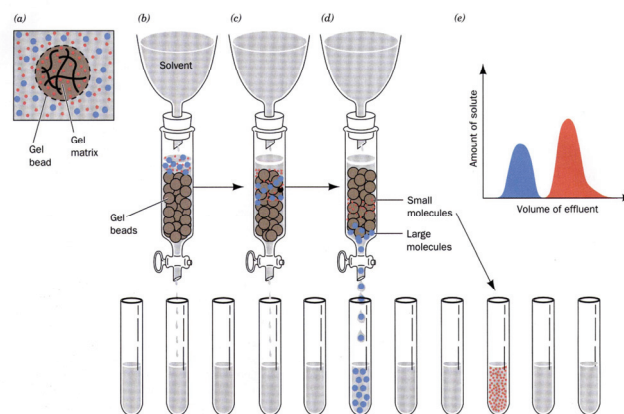 (a)
(b)
(c)
(d)
(e)
Solvent
Gel
bead
Gel
matrix
Gel
beads
Small
molecules
Large
molecules
Amount of solute
Volume of effluent